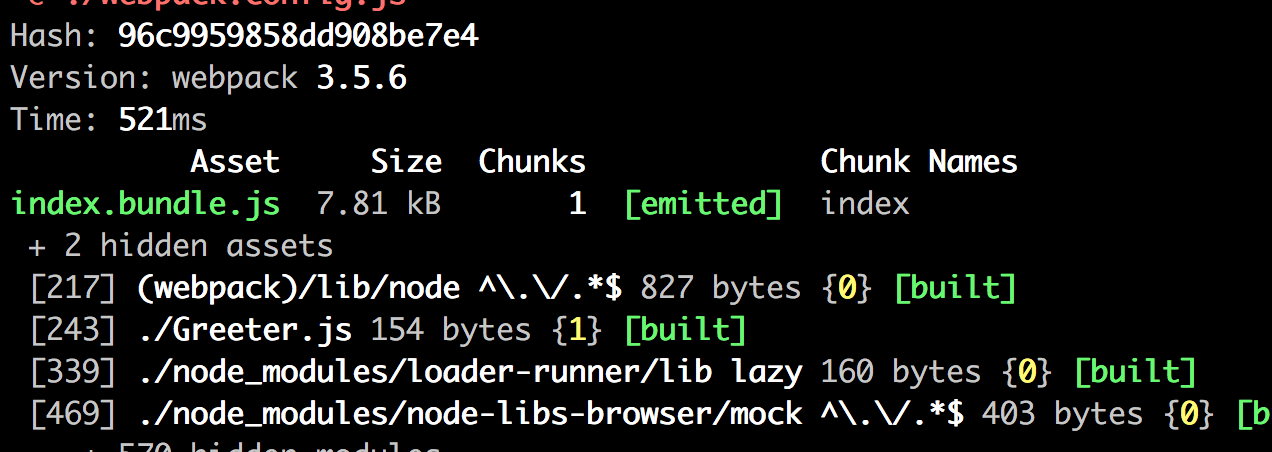 e ./webpack.config.js
Hash: 96c9959858dd908be7e4
Version: webpack 3.5.6
Time: 521ms
Asset Size Chunks Chunk Names
index.bundle.js 7.81 kB 1 [emitted] index
+ 2 hidden assets
[217] (webpack)/lib/node ^\.\/.*$ 827 bytes {0} [built]
[243] ./Greeter.js 154 bytes {1} [built]
[339] ./node_modules/loader-runner/lib lazy 160 bytes {0} [built]
[469] ./node_modules/node-libs-browser/mock ^\.\/.*$ 403 bytes {0} [b
+ 570 hidden modules